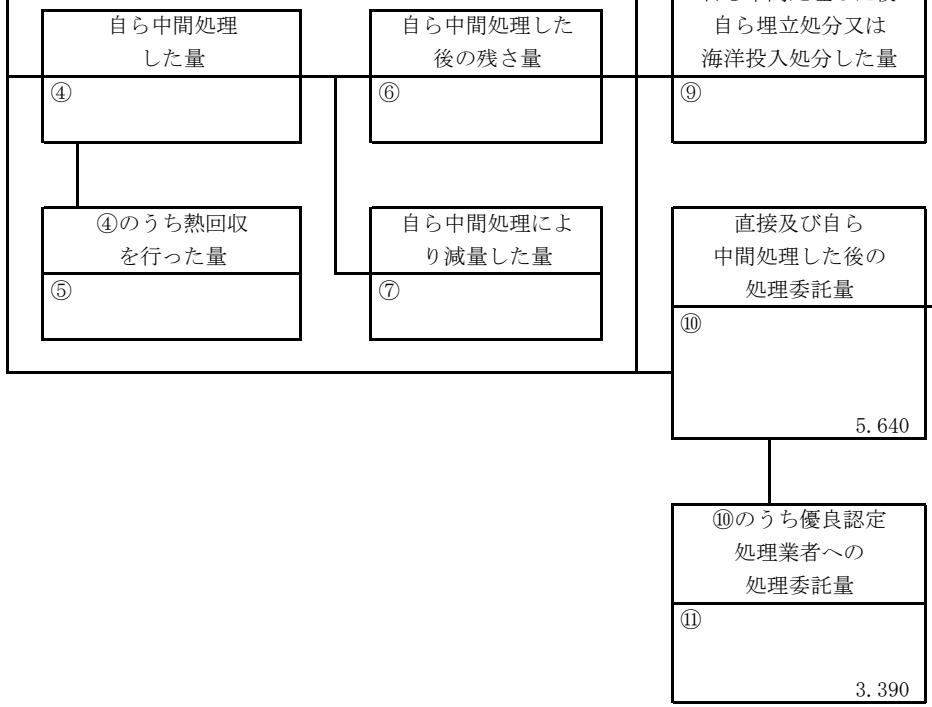 自ら中間処理
した量
④
自ら中間処理した
後の残さ量
⑥
自ら埋立処分又は
海洋投入処分した量
⑨
④のうち熱回収
を行った量
⑤
自ら中間処理によ
り減量した量
⑦
直接及び自ら
中間処理した後の
処理委託量
⑩
5.640
⑩のうち優良認定
処理業者への
処理委託量
⑪
3.390